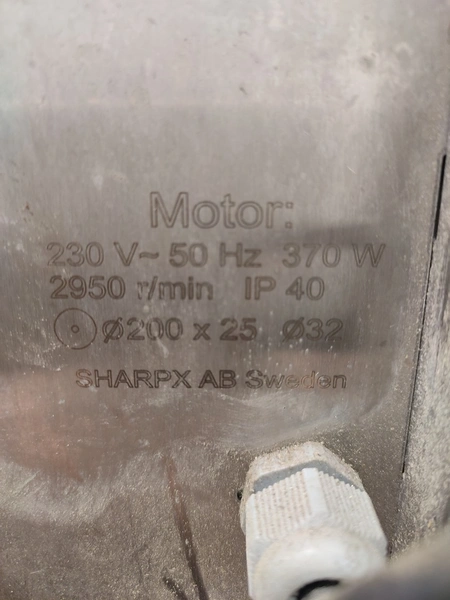 Motor:
230 V~ 50 Hz 370 W
2950 r/min IP 40
Ø200 x 25 Ø32
SHARPX AB Sweden